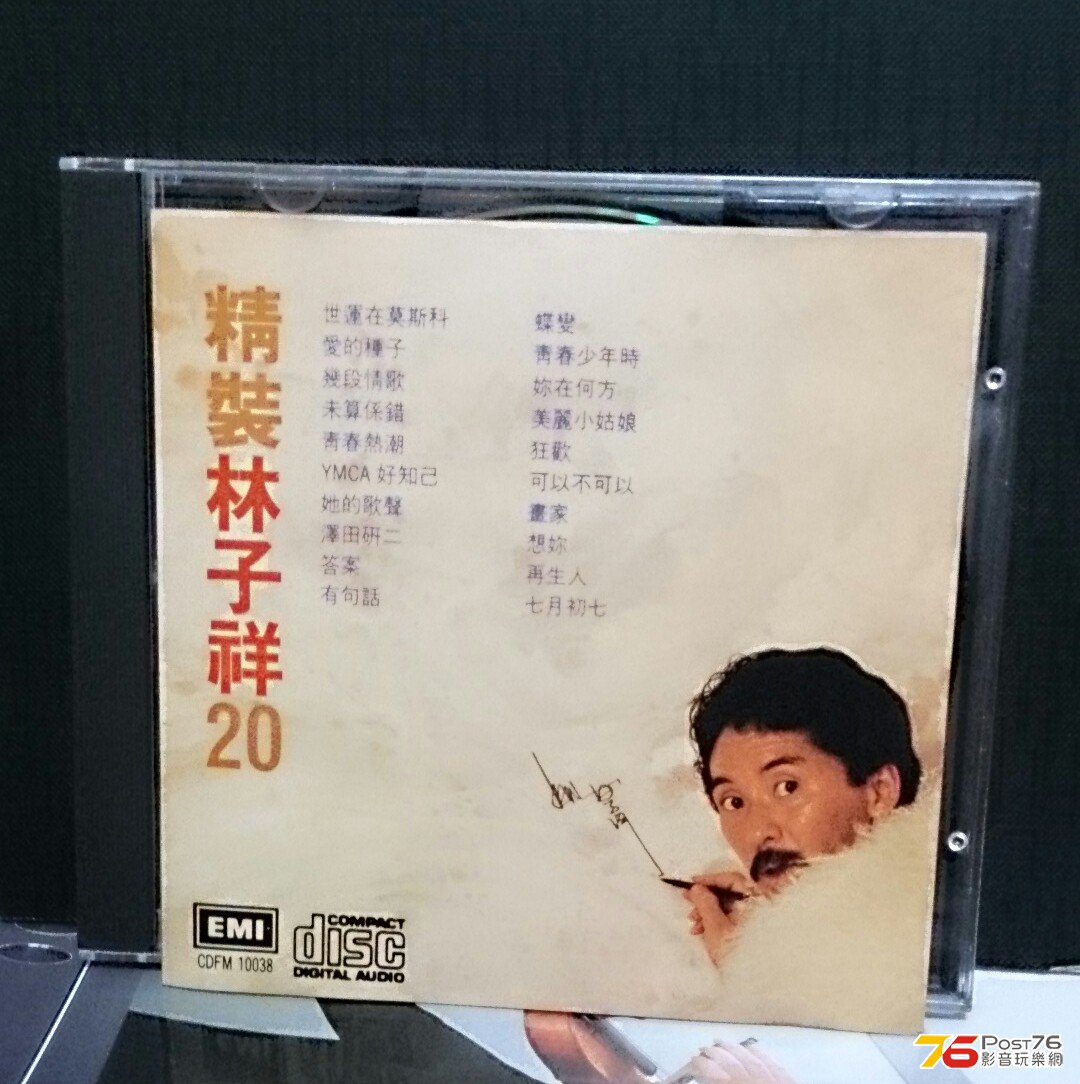 精裝林子祥20
世運在莫斯科
愛的種子
幾段情歌
未算係錯
青春熱潮
YMCA 好知己
她的歌聲
澤田研二
答案
有句話
蝶變
青春少年時
妳在何方
美麗小姑娘
狂歡
可以不可以
畫家
想妳
再生人
七月初七
EMI
CDFM 10038
COMPACT
disc
DIGITAL AUDIO
76 Post76
影音玩樂網